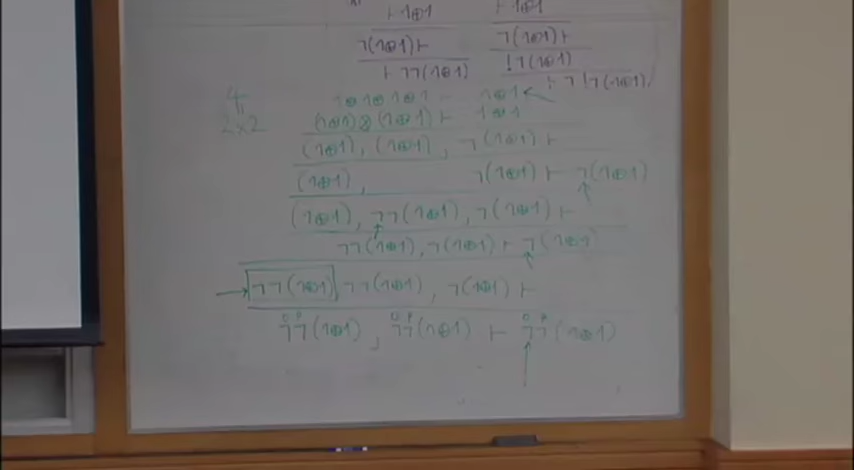 ⊢ 1⊕1 ⊢ 1⊕1
¬(1⊕1) ⊢ ¬(1⊕1) ⊢
⊢ ¬¬(1⊕1) !¬(1⊕1)
⊢ ¬!¬(1⊕1).
4 1⊕1⊕1⊕1 1⊕1 ←
2×2 (1⊕1)⊗(1⊕1) ⊢ 1⊕1
(1⊕1), (1⊕1), ¬(1⊕1) ⊢
(1⊕1), ¬(1⊕1) ⊢ ¬(1⊕1)
(1⊕1), ¬¬(1⊕1), ¬(1⊕1) ⊢
¬¬(1⊕1), ¬(1⊕1) ⊢ ¬(1⊕1)
→ ¬¬(1⊕1) ¬¬(1⊕1), ¬(1⊕1) ⊢
O P O P O P
¬¬(1⊕1), ¬¬(1⊕1) ⊢ ¬¬(1⊕1)